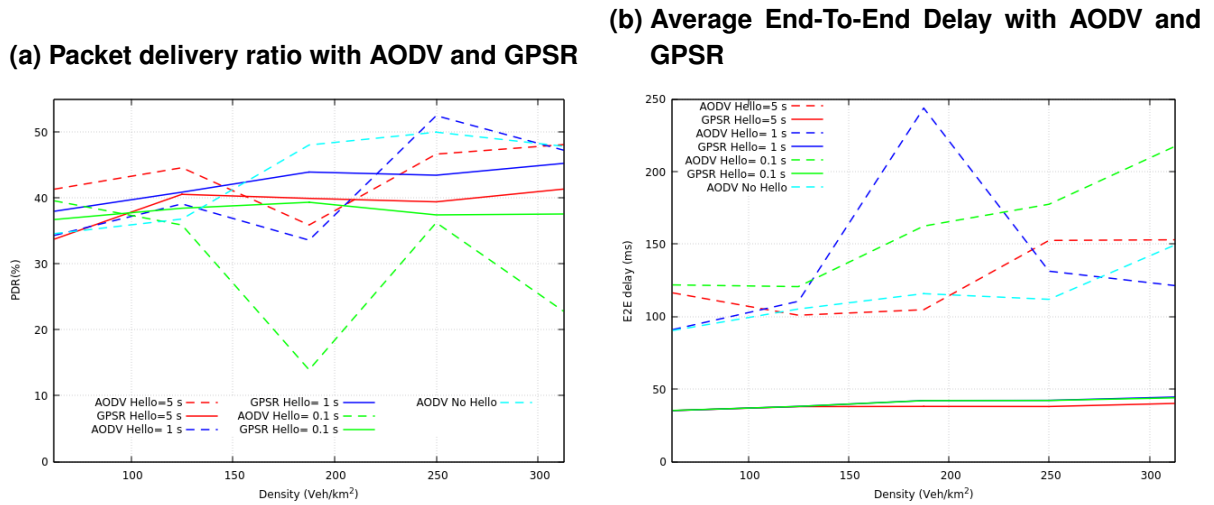 (a) Packet delivery ratio with AODV and GPSR
(b) Average End-To-End Delay with AODV and
GPSR
50
40
30
20
10
0
PDR(%)
AODV Hello=5 s
GPSR Hello=5 s
AODV Hello= 1 s
GPSR Hello= 1 s
AODV Hello= 0.1 s
GPSR Hello= 0.1 s
AODV No Hello
100
150
200
250
300
Density (Veh/km²)
250
200
150
100
50
0
E2E delay (ms)
AODV Hello=5 s
GPSR Hello=5 s
AODV Hello= 1 s
GPSR Hello= 1 s
AODV Hello= 0.1 s
GPSR Hello= 0.1 s
AODV No Hello
100
150
200
250
300
Density (Veh/km²)